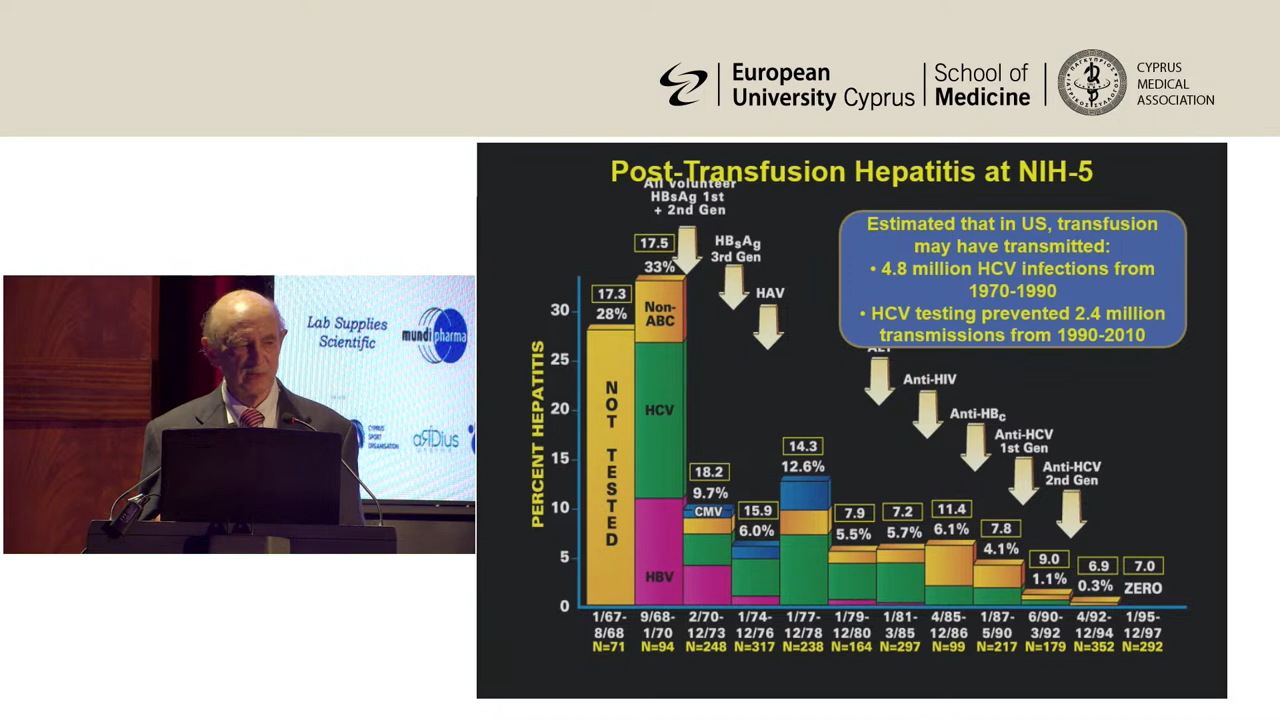 European
University Cyprus
School of
Medicine
CYPRUS
MEDICAL
ASSOCIATION
ΠΑΓΚΥΠΡΙΟΣ
ΙΑΤΡΙΚΟΣ ΣΥΛΛΟΓΟΣ
Lab Supplies
Scientific
mundipharma
CYPRUS
SPORT
ORGANISATION
Post-Transfusion Hepatitis at NIH-5
All volunteer
HBsAg 1st
+ 2nd Gen
HBsAg
3rd Gen
HAV
ALT
Anti-HIV
Anti-HBc
Anti-HCV
1st Gen
Anti-HCV
2nd Gen
Estimated that in US, transfusion
may have transmitted:
• 4.8 million HCV infections from
1970-1990
• HCV testing prevented 2.4 million
transmissions from 1990-2010
PERCENT HEPATITIS
30
25
20
15
10
5
0
17.3
28%
NOT TESTED
17.5
33%
Non-
ABC
HCV
HBV
18.2
9.7%
CMV
15.9
6.0%
14.3
12.6%
7.9
5.5%
7.2
5.7%
11.4
6.1%
7.8
4.1%
9.0
1.1%
6.9
0.3%
7.0
ZERO
1/67-
8/68
N=71
9/68-
1/70
N=94
2/70-
12/73
N=248
1/74-
12/76
N=317
1/77-
12/78
N=238
1/79-
12/80
N=164
1/81-
3/85
N=297
4/85-
12/86
N=99
1/87-
5/90
N=217
6/90-
3/92
N=179
4/92-
12/94
N=352
1/95-
12/97
N=292